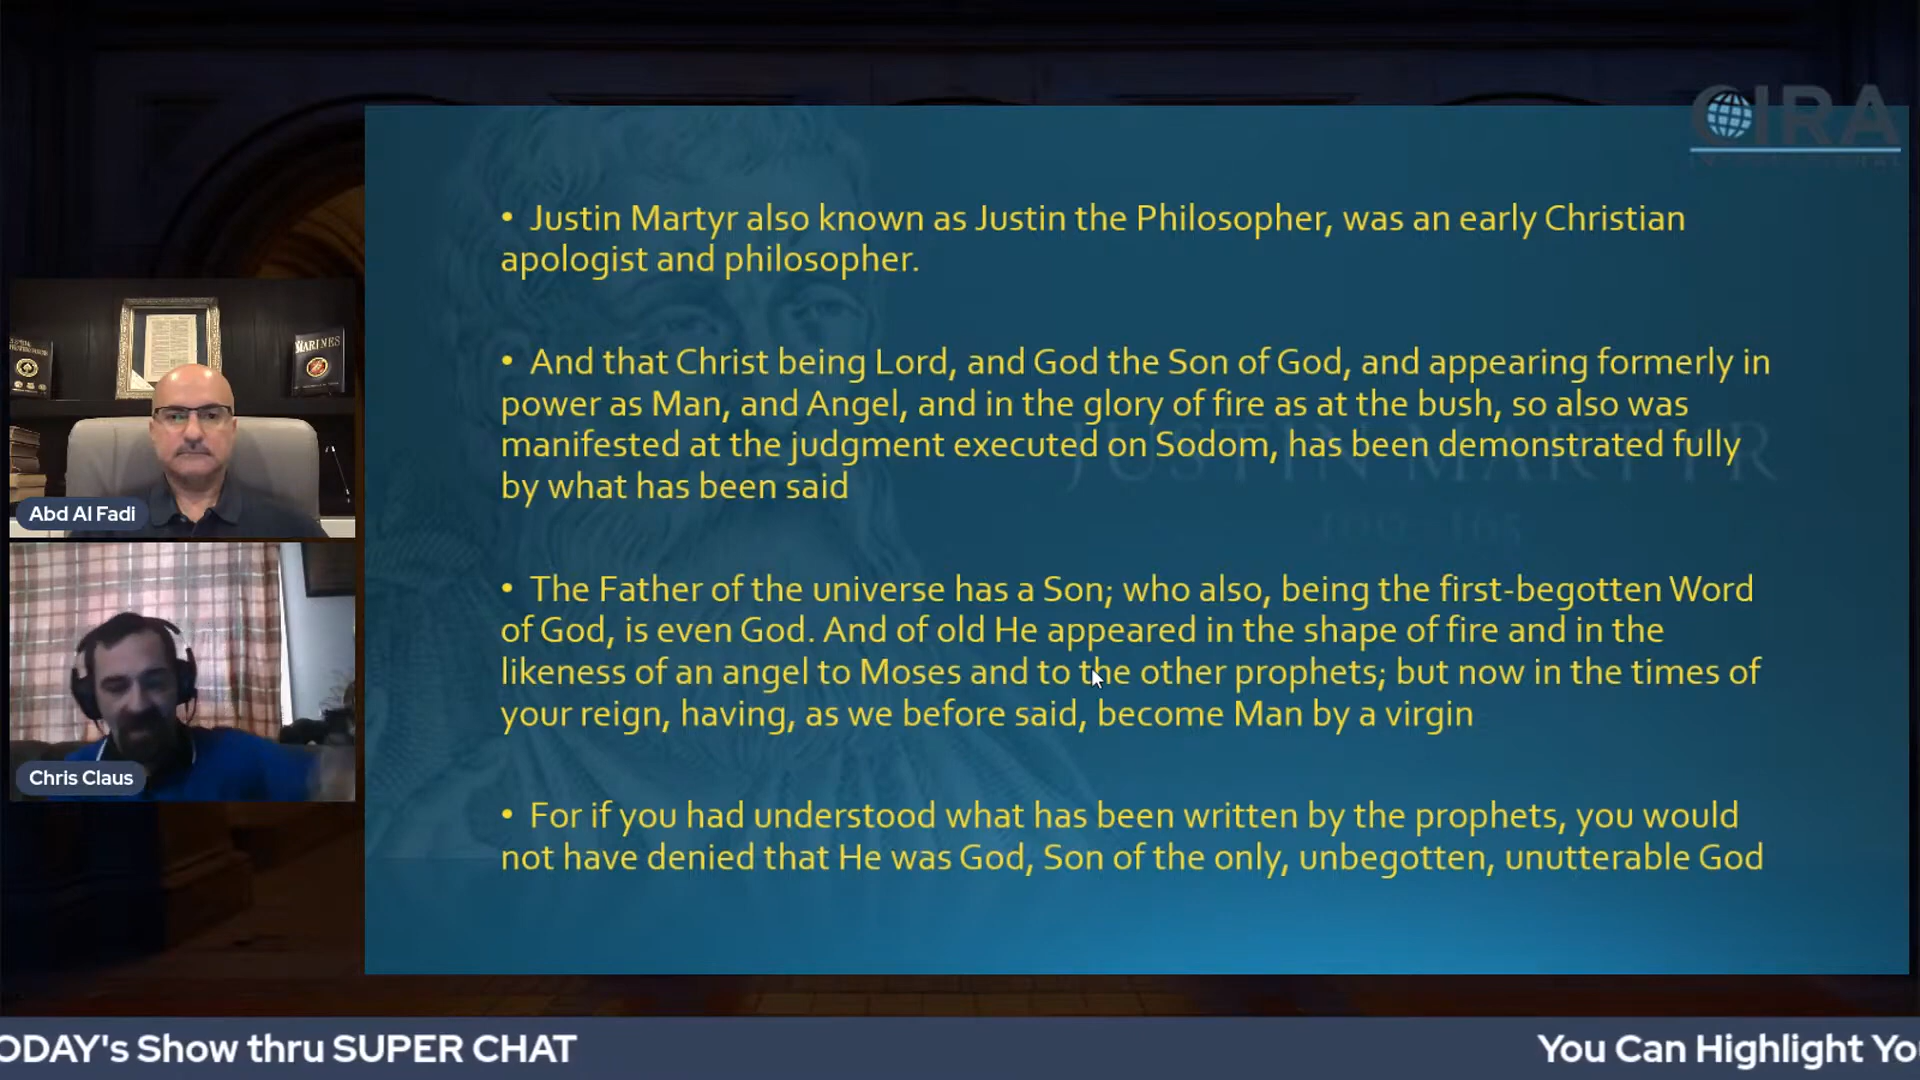 CIRA
• Justin Martyr also known as Justin the Philosopher, was an early Christian
apologist and philosopher.
• And that Christ being Lord, and God the Son of God, and appearing formerly in
power as Man, and Angel, and in the glory of fire as at the bush, so also was
manifested at the judgment executed on Sodom, has been demonstrated fully
by what has been said
JUSTIN MARTYR
• The Father of the universe has a Son; who also, being the first-begotten Word
of God, is even God. And of old He appeared in the shape of fire and in the
likeness of an angel to Moses and to the other prophets; but now in the times of
your reign, having, as we before said, become Man by a virgin
• For if you had understood what has been written by the prophets, you would
not have denied that He was God, Son of the only, unbegotten, unutterable God
MARINES
Abd Al Fadi
Chris Claus
ODAY's Show thru SUPER CHAT
You Can Highlight Yo